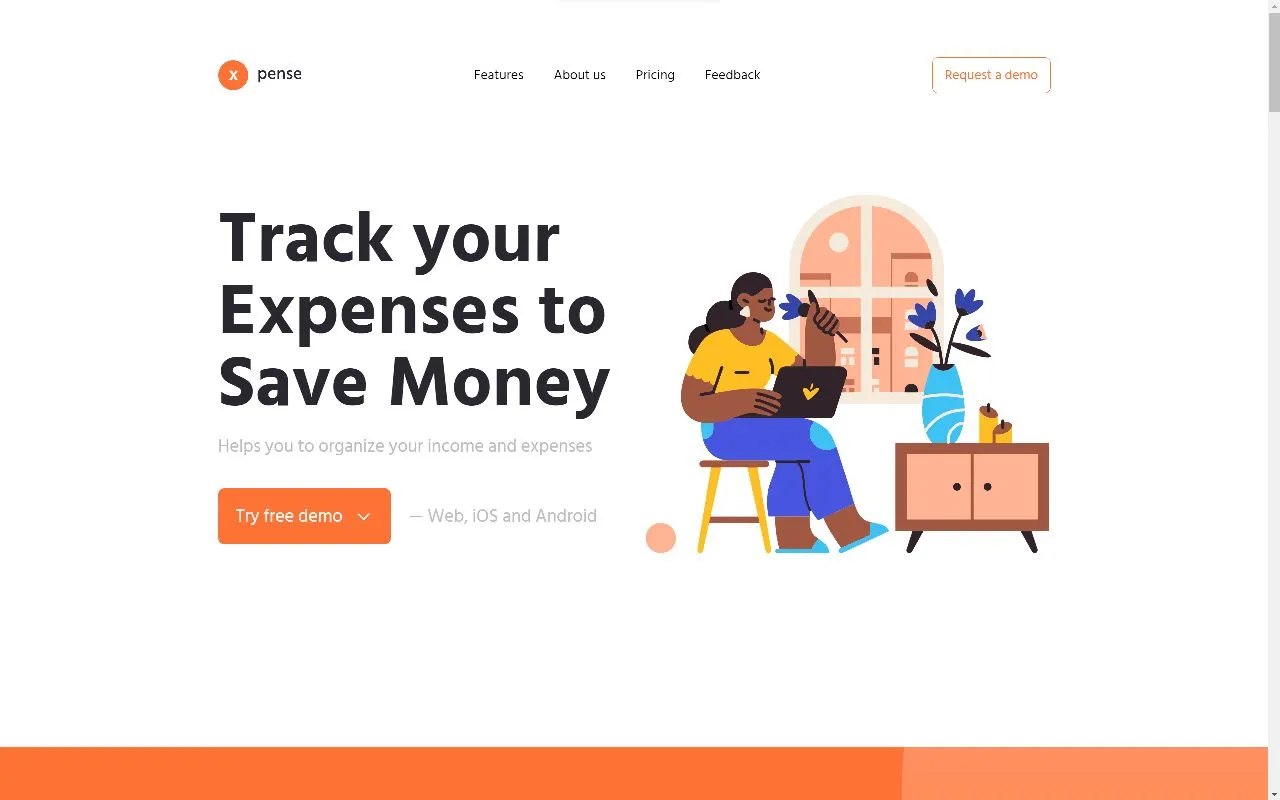 x pense
Features
About us
Pricing
Feedback
Request a demo
Track your
Expenses to
Save Money
Helps you to organize your income and expenses
Try free demo
— Web, iOS and Android